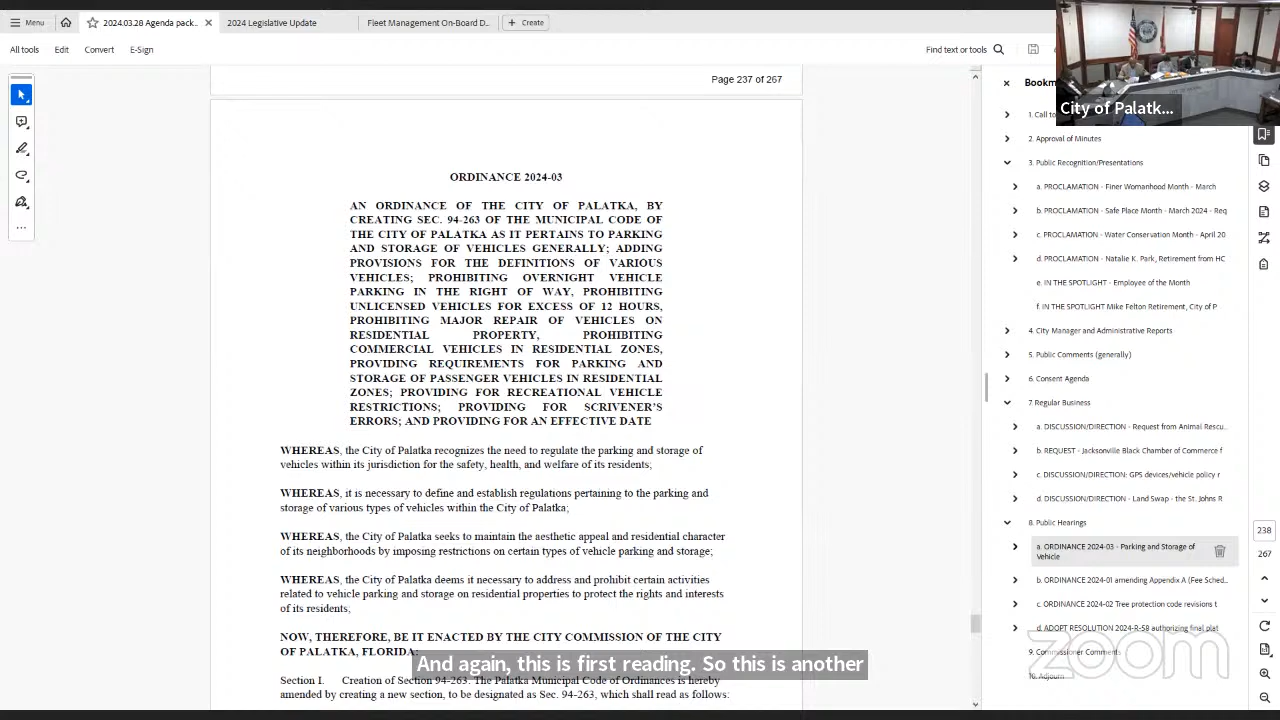 Menu
2024.03.28 Agenda pack...
2024 Legislative Update
Fleet Management On-Board D...
Create
All tools
Edit
Convert
E-Sign
Find text or tools
City of Palatk...
Page 237 of 267
ORDINANCE 2024-03
AN ORDINANCE OF THE CITY OF PALATKA, BY
CREATING SEC. 94-263 OF THE MUNICIPAL CODE OF
THE CITY OF PALATKA AS IT PERTAINS TO PARKING
AND STORAGE OF VEHICLES GENERALLY; ADDING
PROVISIONS FOR THE DEFINITIONS OF VARIOUS
VEHICLES; PROHIBITING OVERNIGHT VEHICLE
PARKING IN THE RIGHT OF WAY, PROHIBITING
UNLICENSED VEHICLES FOR EXCESS OF 12 HOURS,
PROHIBITING MAJOR REPAIR OF VEHICLES ON
RESIDENTIAL PROPERTY, PROHIBITING
COMMERCIAL VEHICLES IN RESIDENTIAL ZONES,
PROVIDING REQUIREMENTS FOR PARKING AND
STORAGE OF PASSENGER VEHICLES IN RESIDENTIAL
ZONES; PROVIDING FOR RECREATIONAL VEHICLE
RESTRICTIONS; PROVIDING FOR SCRIVENER'S
ERRORS; AND PROVIDING FOR AN EFFECTIVE DATE
WHEREAS, the City of Palatka recognizes the need to regulate the parking and storage of
vehicles within its jurisdiction for the safety, health, and welfare of its residents;
WHEREAS, it is necessary to define and establish regulations pertaining to the parking and
storage of various types of vehicles within the City of Palatka;
WHEREAS, the City of Palatka seeks to maintain the aesthetic appeal and residential character
of its neighborhoods by imposing restrictions on certain types of vehicle parking and storage;
WHEREAS, the City of Palatka deems it necessary to address and prohibit certain activities
related to vehicle parking and storage on residential properties to protect the rights and interests
of its residents;
NOW, THEREFORE, BE IT ENACTED BY THE CITY COMMISSION OF THE CITY
OF PALATKA, FLORIDA;
And again, this is first reading. So this is another
Section I. Creation of Section 94-263. The Palatka Municipal Code of Ordinances is hereby
amended by creating a new section, to be designated as Sec. 94-263, which shall read as follows:
Bookm
1. Call to
2. Approval of Minutes
3. Public Recognition/Presentations
a. PROCLAMATION - Finer Womanhood Month - March
b. PROCLAMATION - Safe Place Month - March 2024 - Req
c. PROCLAMATION - Water Conservation Month - April 20
d. PROCLAMATION - Natalie K. Park, Retirement from HC
e. IN THE SPOTLIGHT - Employee of the Month
f. IN THE SPOTLIGHT Mike Felton Retirement, City of P
4. City Manager and Administrative Reports
5. Public Comments (generally)
6. Consent Agenda
7. Regular Business
a. DISCUSSION/DIRECTION - Request from Animal Rescu...
b. REQUEST - Jacksonville Black Chamber of Commerce f
c. DISCUSSION/DIRECTION: GPS devices/vehicle policy r
d. DISCUSSION/DIRECTION - Land Swap - the St. Johns R
8. Public Hearings
a. ORDINANCE 2024-03 - Parking and Storage of
Vehicle
b. ORDINANCE 2024-01 amending Appendix A (Fee Sched...
c. ORDINANCE 2024-02 Tree protection code revisions t
d. ADOPT RESOLUTION 2024-R-58 authorizing final plat
9. Commissioner Comments
10. Adjourn
238
267
zoom